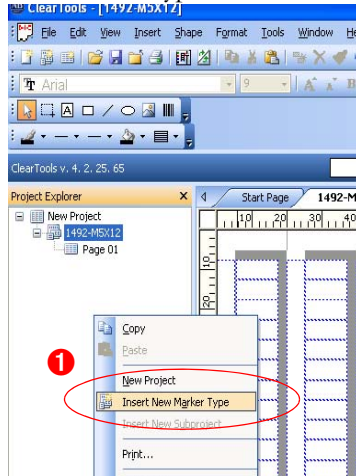 ClearTools - [1492-M5X12]
File Edit View Insert Shape Format Tools Window
Arial 9
ClearTools v. 4. 2. 25. 65
Project Explorer x
Start Page 1492-M
New Project
1492-M5X12
Page 01
10 20 30 40
10
20
1
Copy
Paste
New Project
Insert New Marker Type
Insert New Subproject
Print...